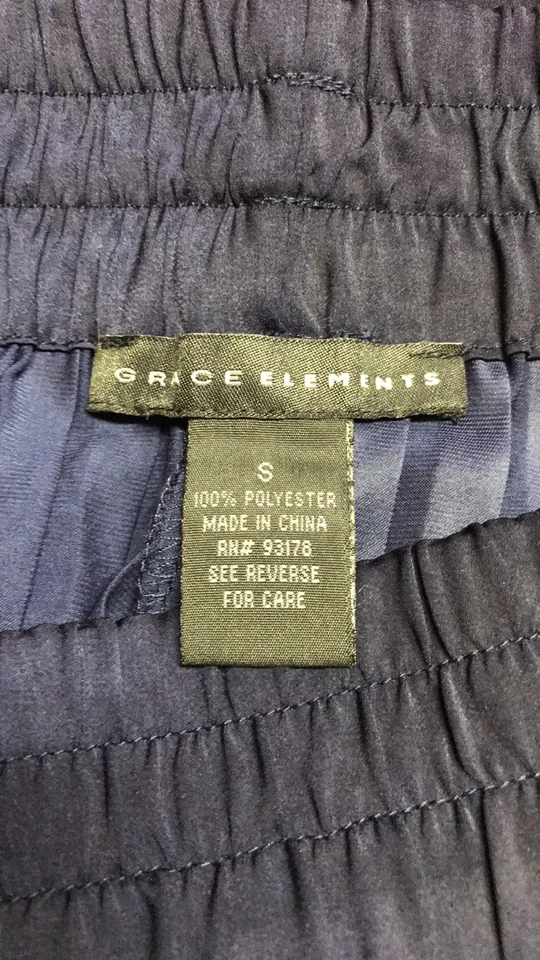 GRACE ELEMENTS
S
100% POLYESTER
MADE IN CHINA
RN# 93178
SEE REVERSE
FOR CARE